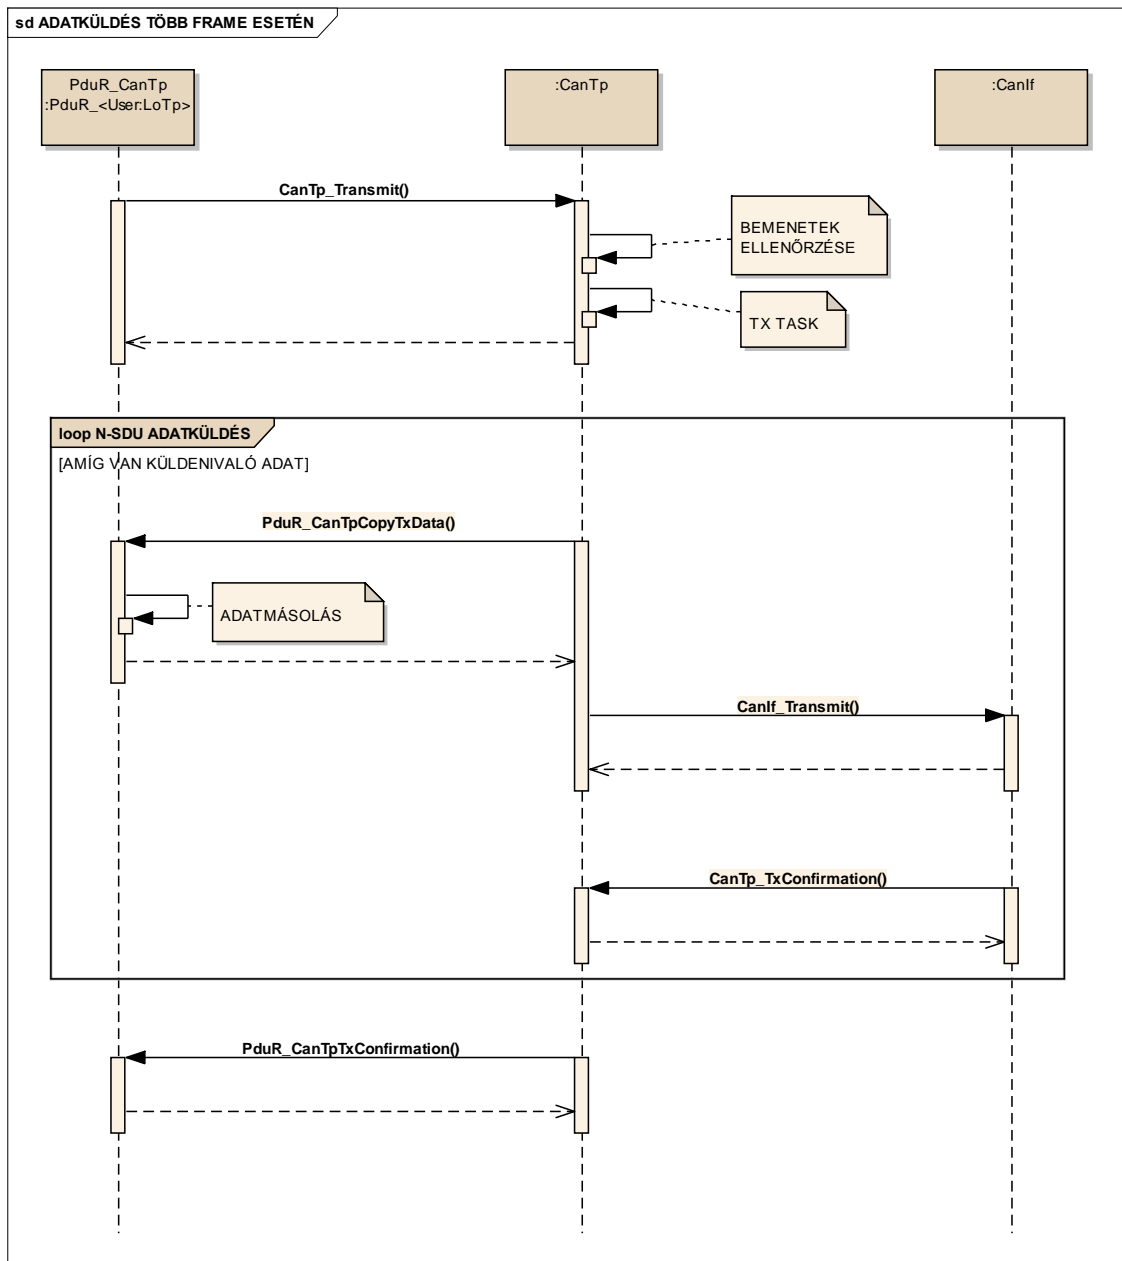 sd ADATKÜLDÉS TÖBB FRAME ESETÉN
PduR_CanTp
:PduR_<User:LoTp>
:CanTp
:CanIf
CanTp_Transmit()
BEMENETEK
ELLENŐRZÉSE
TX TASK
loop N-SDU ADATKÜLDÉS
[AMÍG VAN KÜLDENIVALÓ ADAT]
PduR_CanTpCopyTxData()
ADATMÁSOLÁS
CanIf_Transmit()
CanTp_TxConfirmation()
PduR_CanTpTxConfirmation()